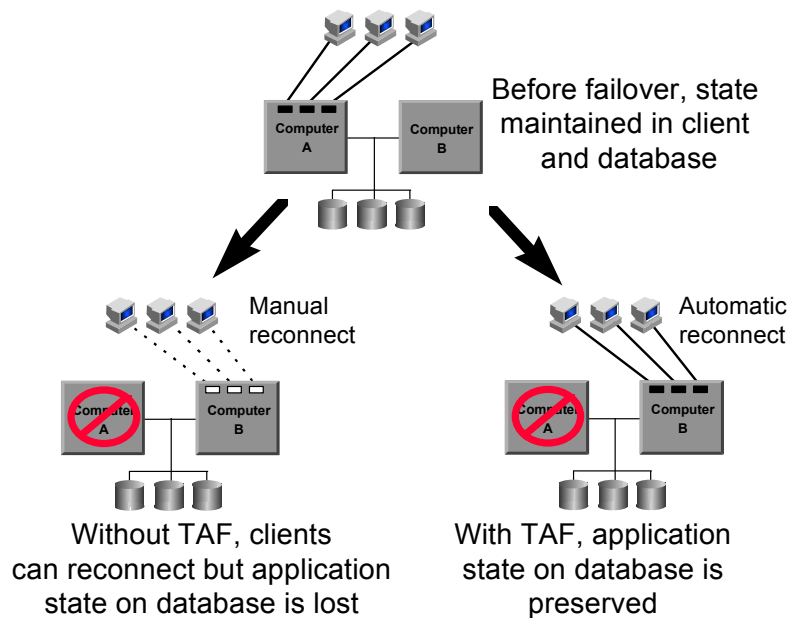 Computer
A
Computer
B
Before failover, state
maintained in client
and database
Manual
reconnect
Automatic
reconnect
Computer
A
Computer
B
Computer
A
Computer
B
Without TAF, clients
can reconnect but application
state on database is lost
With TAF, application
state on database is
preserved